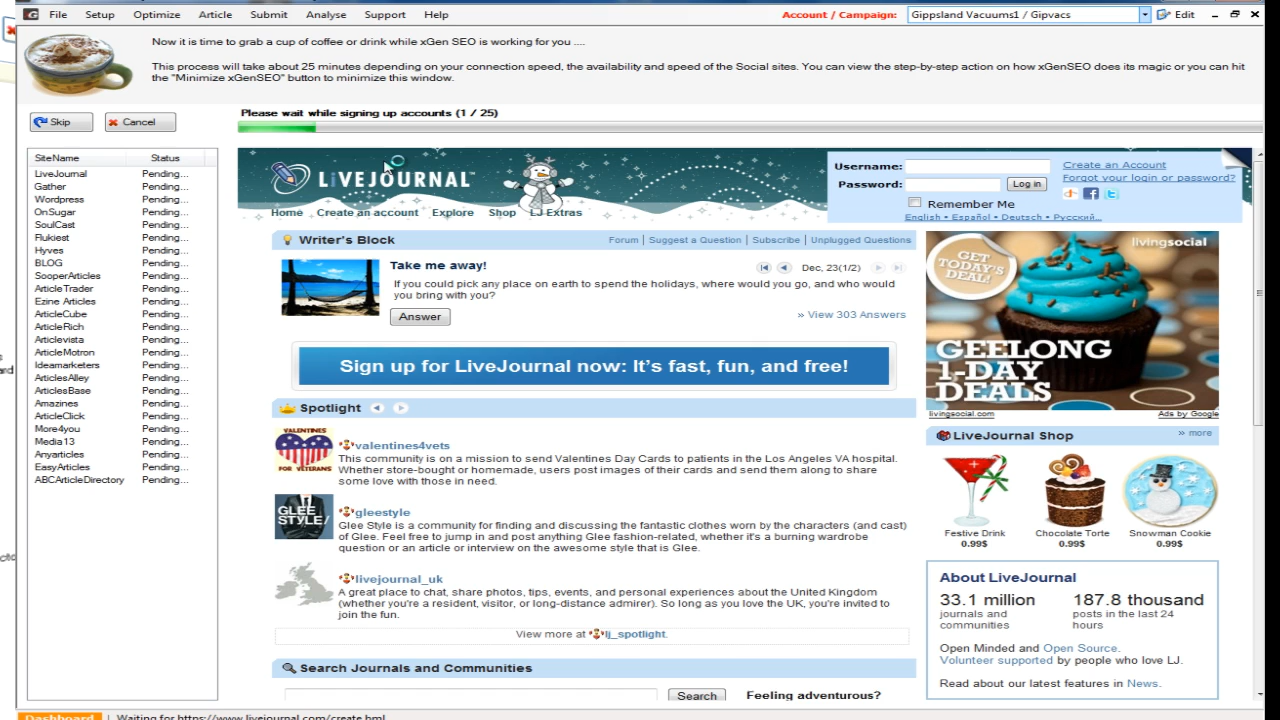 File Setup Optimize Article Submit Analyse Support Help Account / Campaign: Gippsland Vacuums1 / Gipvacs Edit
Now it is time to grab a cup of coffee or drink while xGen SEO is working for you ....
This process will take about 25 minutes depending on your connection speed, the availability and speed of the Social sites. You can view the step-by-step action on how xGenSEO does its magic or you can hit
the "Minimize xGenSEO" button to minimize this window.
Please wait while signing up accounts (1 / 25)
Skip Cancel
SiteName Status
LiveJournal Pending...
Gather Pending...
Wordpress Pending...
OnSugar Pending...
SoulCast Pending...
Flukiest Pending...
Hyves Pending...
BLOG Pending...
SooperArticles Pending...
ArticleTrader Pending...
Ezine Articles Pending...
ArticleCube Pending...
ArticleRich Pending...
Articlevista Pending...
ArticleMotron Pending...
Ideamarketers Pending...
ArticlesAlley Pending...
ArticlesBase Pending...
Amazines Pending...
ArticleClick Pending...
More4you Pending...
Media13 Pending...
Anyarticles Pending...
EasyArticles Pending...
ABCArticleDirectory Pending...
LIVEJOURNAL
Home Create an account Explore Shop LJ Extras
Username: Create an Account
Forgot your login or password?
Password: Log in
Remember Me
English • Español • Deutsch • Русский...
Writer's Block Forum | Suggest a Question | Subscribe | Unplugged Questions
Take me away! Dec, 23(1/2)
If you could pick any place on earth to spend the holidays, where would you go, and who would
you bring with you?
Answer » View 303 Answers
Sign up for LiveJournal now: It's fast, fun, and free!
Spotlight
VALENTINES
FOR VETERANS
valentines4vets
This community is on a mission to send Valentines Day Cards to patients in the Los Angeles VA hospital.
Whether store-bought or homemade, users post images of their cards and send them along to share
some love with those in need.
GLEE
STYLE/
gleestyle
Glee Style is a community for finding and discussing the fantastic clothes worn by the characters (and cast)
of Glee. Feel free to jump in and post anything Glee fashion-related, whether it's a burning wardrobe
question or an article or interview on the awesome style that is Glee.
livejournal_uk
A great place to chat, share photos, tips, events, and personal experiences about the United Kingdom
(whether you're a resident, visitor, or long-distance admirer). So long as you love the UK, you're invited to
join the fun.
View more at lj_spotlight.
Search Journals and Communities
Search Feeling adventurous?
livingsocial
GET
TODAY'S
DEAL!
GEELONG
1-DAY
DEALS
livingsocial.com Ads by Google
LiveJournal Shop » more
Festive Drink Chocolate Torte Snowman Cookie
0.99$ 0.99$ 0.99$
About LiveJournal
33.1 million 187.8 thousand
journals and posts in the last 24
communities hours
Open Minded and Open Source.
Volunteer supported by people who love LJ.
Read about our latest features in News.
Dashboard | Waiting for https://www.livejournal.com/create.bml